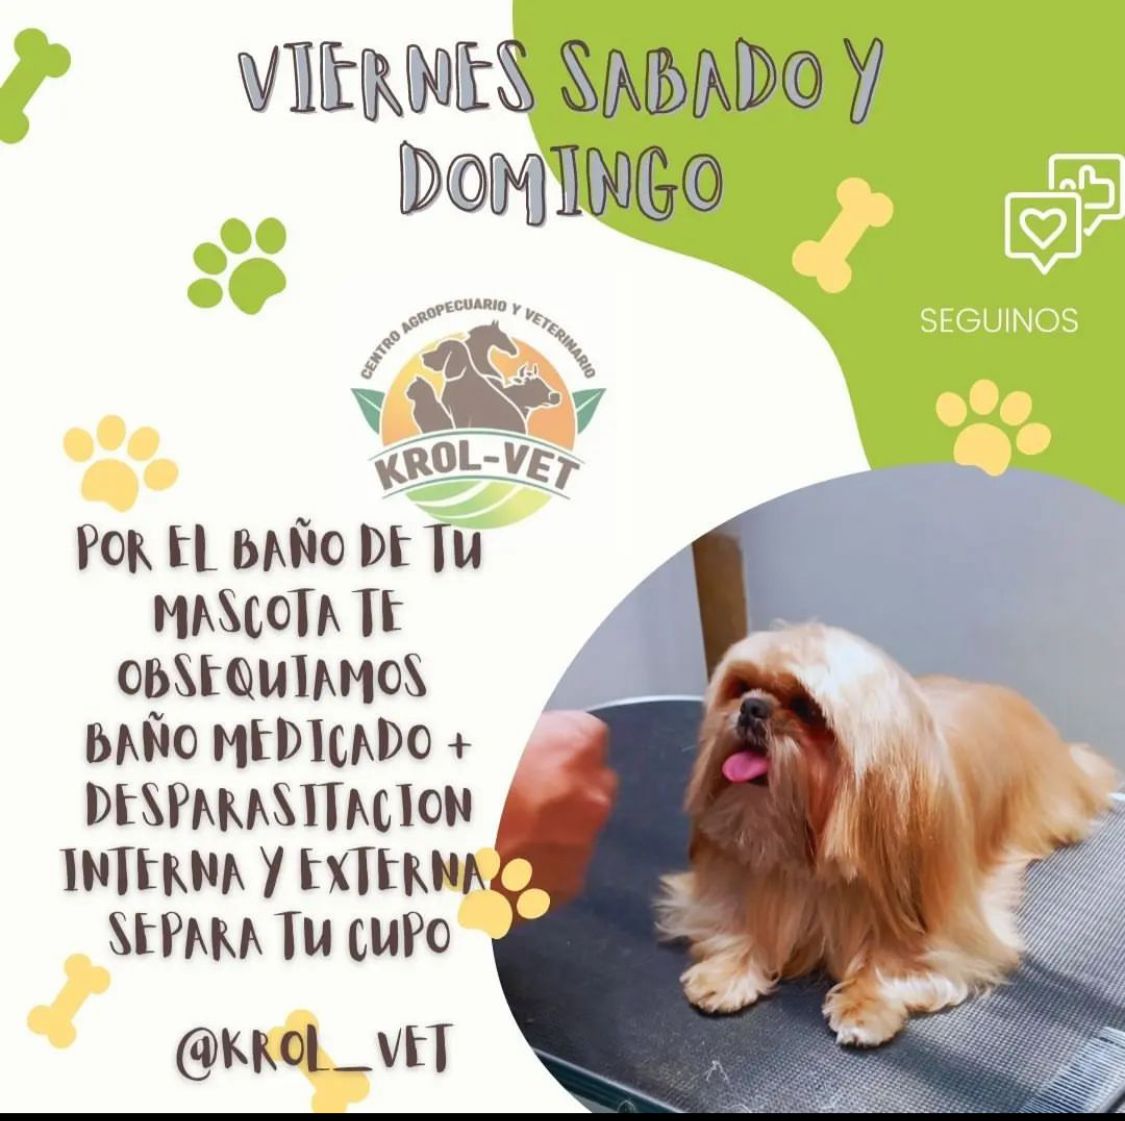 VIERNES SABADO Y
DOMINGO
SEGUINOS
CENTRO AGROPECUARIO Y VETERINARIO
KROL-VET
POR EL BAÑO DE TU
MASCOTA TE
OBSEQUIAMOS
BAÑO MEDICADO +
DESPARASITACION
INTERNA Y EXTERNA
SEPARA TU CUPO
@KROL_VET